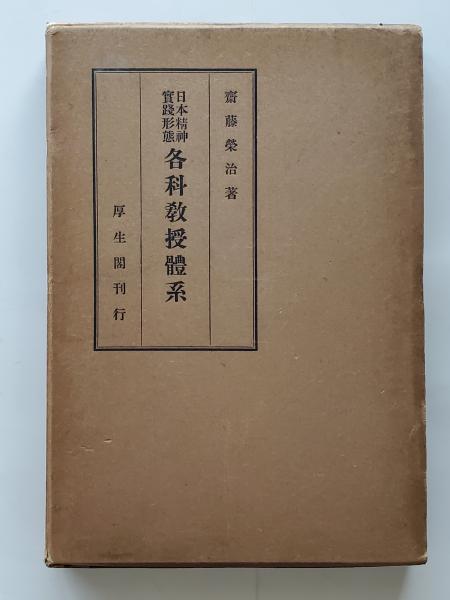 齋藤榮治著
日本精神
實踐形態
各科敎授體系
厚生閣刊行